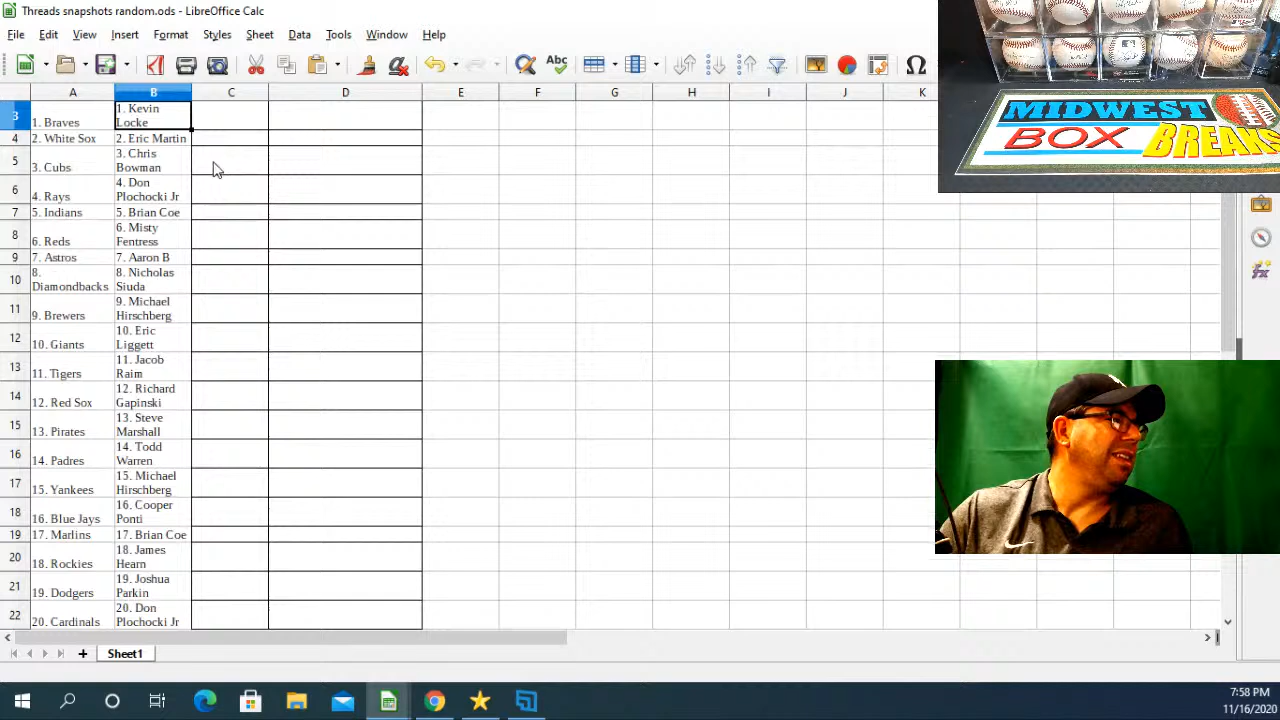 Threads snapshots random.ods - LibreOffice Calc
File Edit View Insert Format Styles Sheet Data Tools Window Help
A B C D E F G H I J K
3 1. Braves 1. Kevin
Locke
4 2. White Sox 2. Eric Martin
5 3. Cubs 3. Chris
Bowman
6 4. Rays 4. Don
Plochocki Jr
7 5. Indians 5. Brian Coe
8 6. Reds 6. Misty
Fentress
9 7. Astros 7. Aaron B
10 8.
Diamondbacks 8. Nicholas
Siuda
11 9. Brewers 9. Michael
Hirschberg
12 10. Giants 10. Eric
Liggett
13 11. Tigers 11. Jacob
Raim
14 12. Red Sox 12. Richard
Gapinski
15 13. Pirates 13. Steve
Marshall
16 14. Padres 14. Todd
Warren
17 15. Yankees 15. Michael
Hirschberg
18 16. Blue Jays 16. Cooper
Ponti
19 17. Marlins 17. Brian Coe
20 18. Rockies 18. James
Hearn
21 19. Dodgers 19. Joshua
Parkin
22 20. Cardinals 20. Don
Plochocki Jr
Sheet1
MIDWEST
BOX BREAKS
7:58 PM
11/16/2020